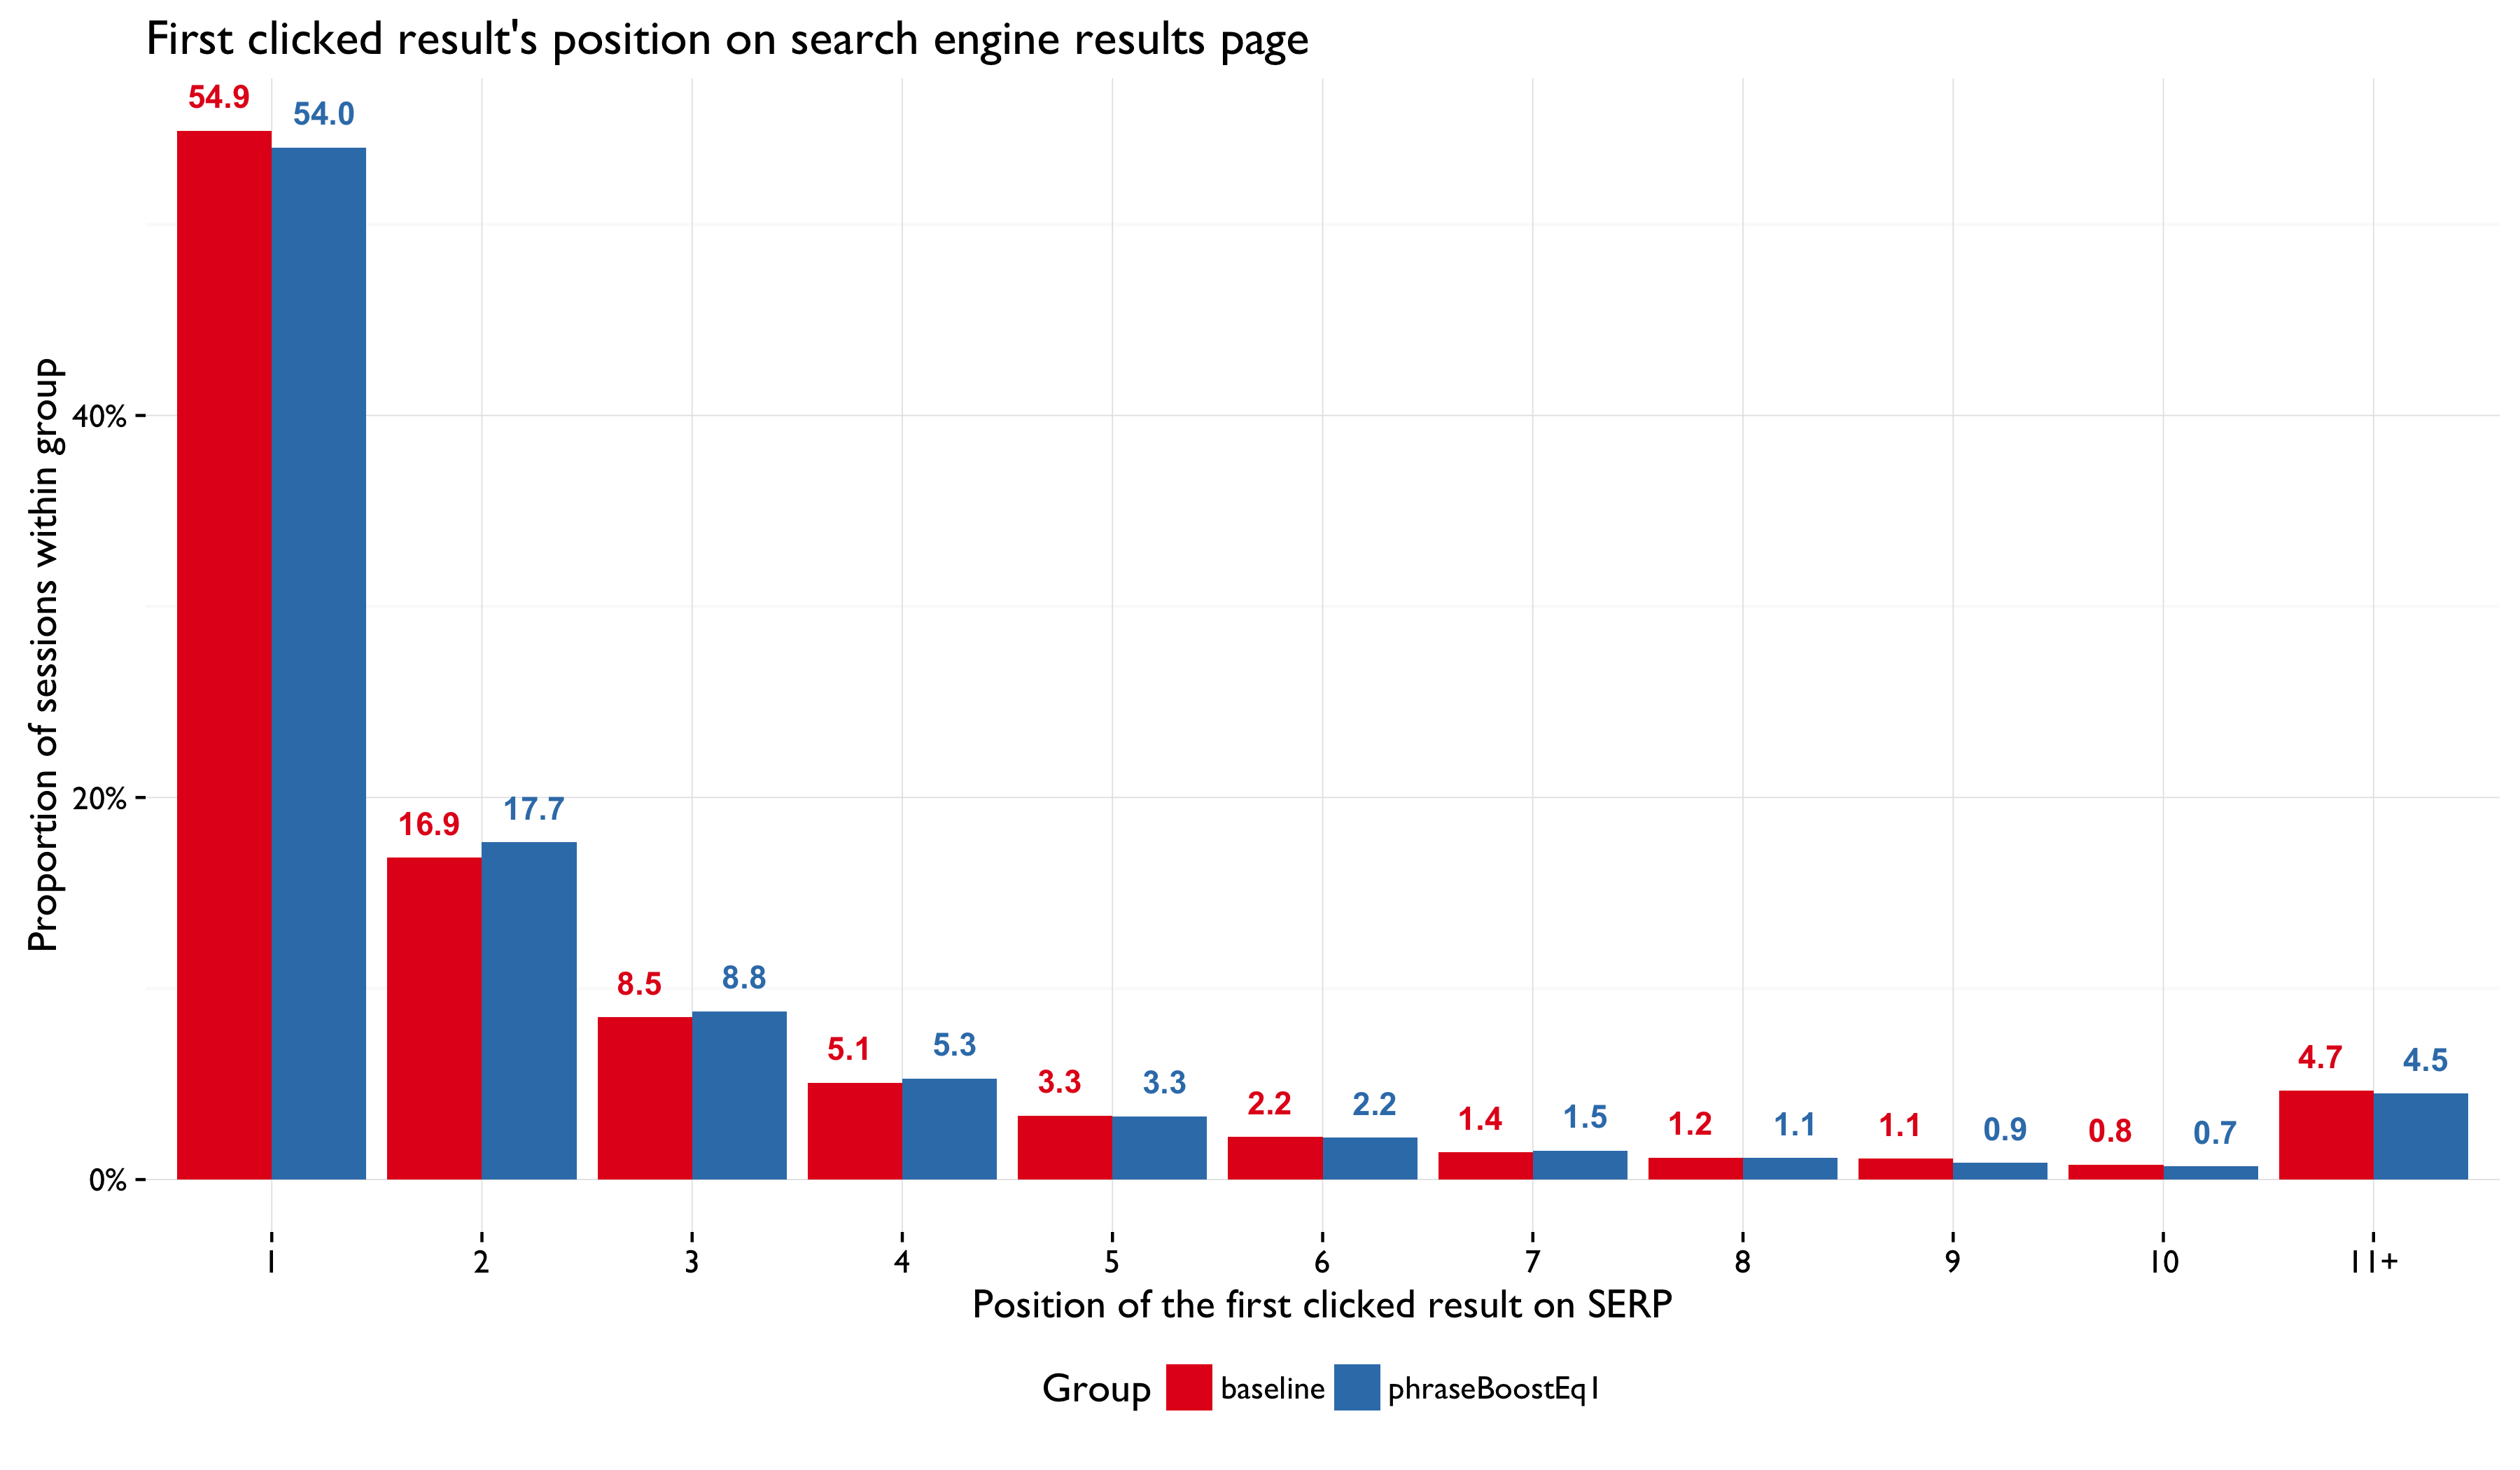 First clicked result's position on search engine results page
54.9 54.0
16.9 17.7
8.5 8.8
5.1 5.3
3.3 3.3
2.2 2.2
1.4 1.5
1.2 1.1
1.1 0.9
0.8 0.7
4.7 4.5
Proportion of sessions within group
40%
20%
0%
1 2 3 4 5 6 7 8 9 10 11+
Position of the first clicked result on SERP
Group baseline phraseBoostEq1